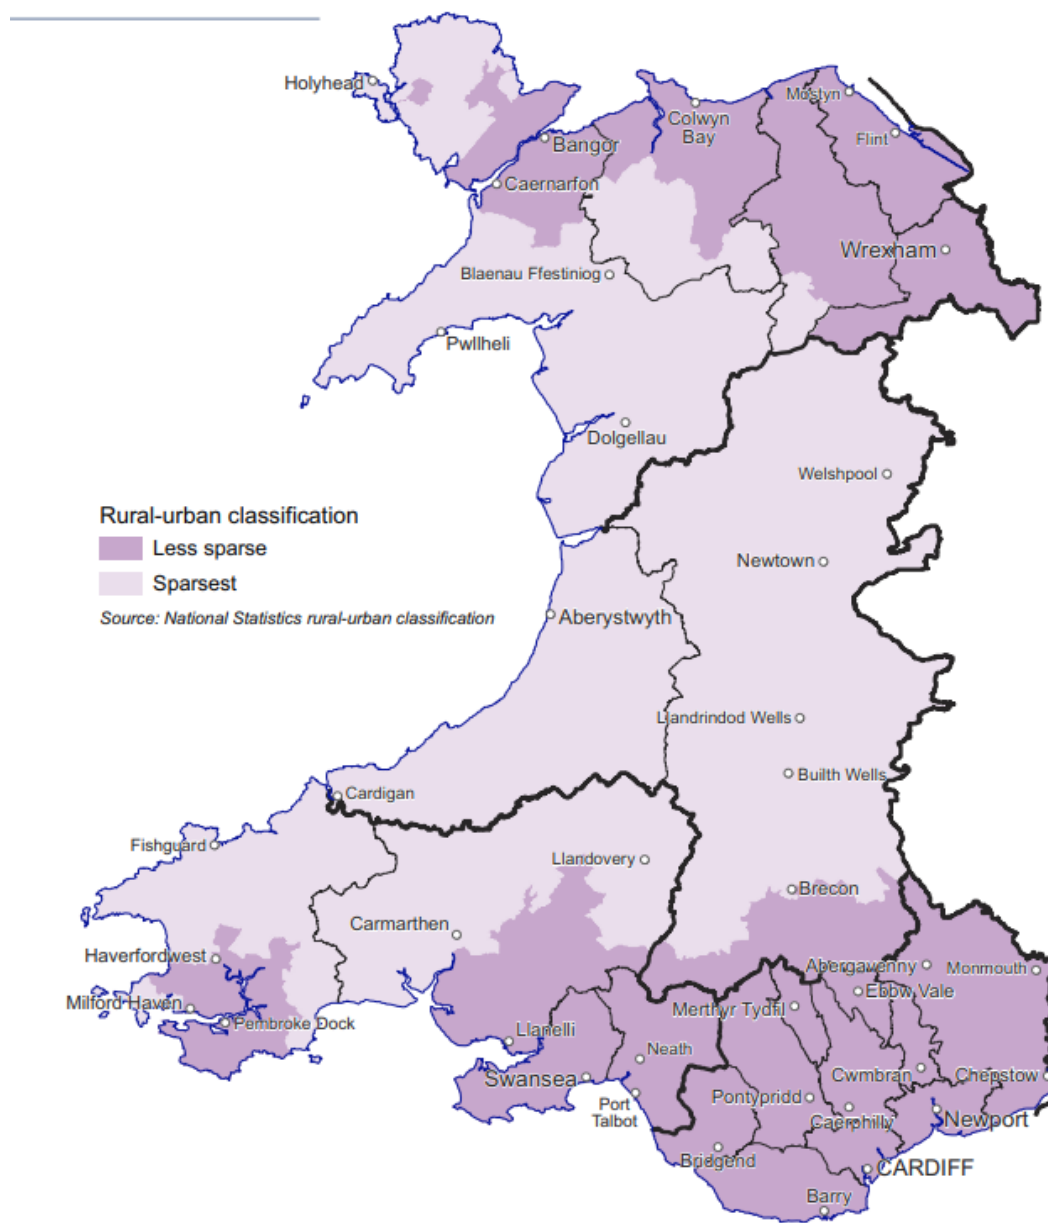 Holyhead
Mostyn
Colwyn
Bay
Flint
Bangor
Caernarfon
Wrexham
Blaenau Ffestiniog
Pwllheli
Dolgellau
Welshpool
Rural-urban classification
Less sparse
Sparsest
Source: National Statistics rural-urban classification
Newtown
Aberystwyth
Llandrindod Wells
Builth Wells
Cardigan
Fishguard
Llandovery
Brecon
Carmarthen
Haverfordwest
Abergavenny
Monmouth
Ebbw Vale
Milford Haven
Merthyr Tydfil
Pembroke Dock
Llanelli
Neath
Swansea
Cwmbran
Chepstow
Port
Talbot
Pontypridd
Caerphilly
Newport
Bridgend
CARDIFF
Barry